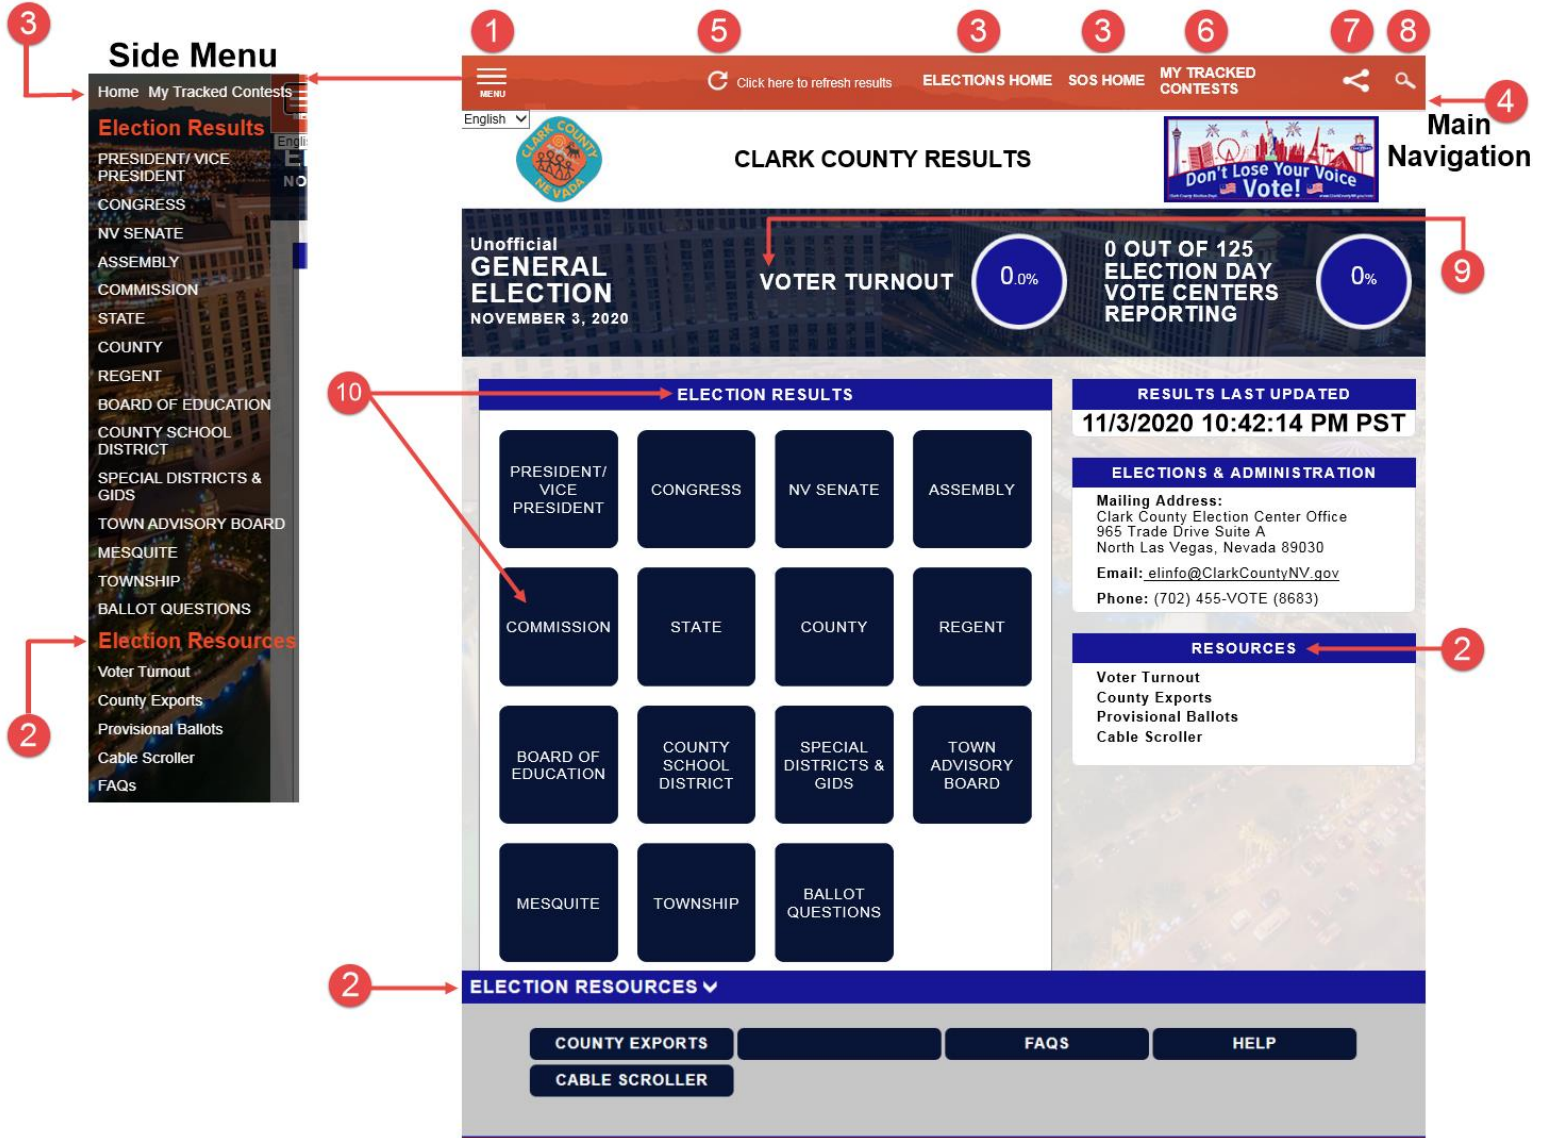 3
1
5
3
3
6
7
8
Side Menu
Home My Tracked Contests
Election Results
PRESIDENT/ VICE
PRESIDENT
CONGRESS
NV SENATE
ASSEMBLY
COMMISSION
STATE
COUNTY
REGENT
BOARD OF EDUCATION
COUNTY SCHOOL
DISTRICT
SPECIAL DISTRICTS &
GIDS
TOWN ADVISORY BOARD
MESQUITE
TOWNSHIP
BALLOT QUESTIONS
Election Resources
Voter Turnout
County Exports
Provisional Ballots
Cable Scroller
FAQs
2
MENU
Click here to refresh results
ELECTIONS HOME
SOS HOME
MY TRACKED
CONTESTS
4
Main
Navigation
English
CLARK COUNTY
NEVADA
CLARK COUNTY RESULTS
Don't Lose Your Voice
Vote!
Unofficial
GENERAL
ELECTION
NOVEMBER 3, 2020
VOTER TURNOUT
0.0%
0 OUT OF 125
ELECTION DAY
VOTE CENTERS
REPORTING
0%
9
10
ELECTION RESULTS
PRESIDENT/
VICE
PRESIDENT
CONGRESS
NV SENATE
ASSEMBLY
COMMISSION
STATE
COUNTY
REGENT
BOARD OF
EDUCATION
COUNTY
SCHOOL
DISTRICT
SPECIAL
DISTRICTS &
GIDS
TOWN
ADVISORY
BOARD
MESQUITE
TOWNSHIP
BALLOT
QUESTIONS
RESULTS LAST UPDATED
11/3/2020 10:42:14 PM PST
ELECTIONS & ADMINISTRATION
Mailing Address:
Clark County Election Center Office
965 Trade Drive Suite A
North Las Vegas, Nevada 89030
Email: elinfo@ClarkCountyNV.gov
Phone: (702) 455-VOTE (8683)
RESOURCES
2
Voter Turnout
County Exports
Provisional Ballots
Cable Scroller
2
ELECTION RESOURCES
COUNTY EXPORTS
FAQS
HELP
CABLE SCROLLER